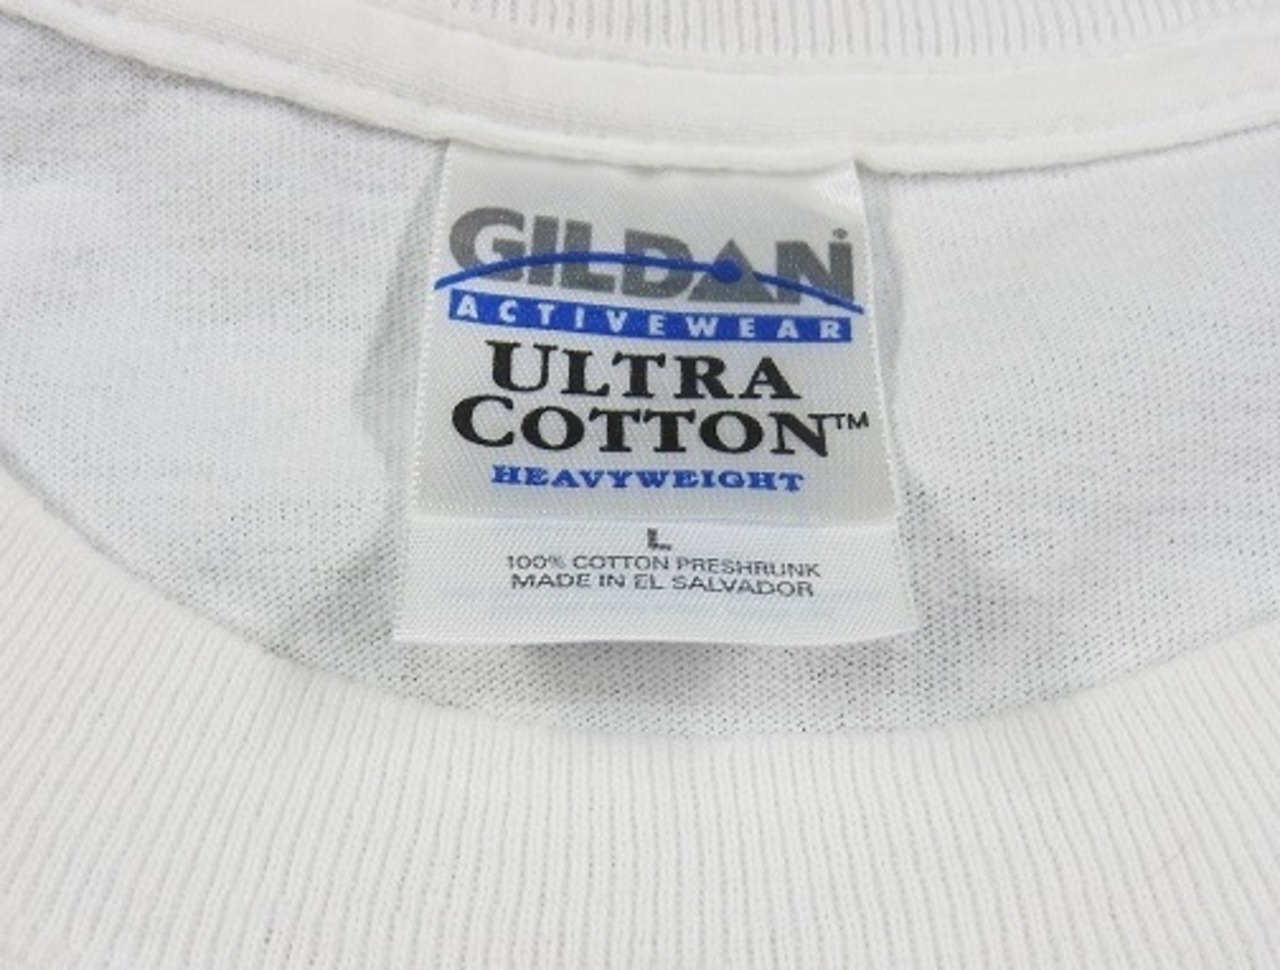 GILDAN®
ACTIVEWEAR
ULTRA
COTTON™
HEAVYWEIGHT
L
100% COTTON PRESHRUNK
MADE IN EL SALVADOR